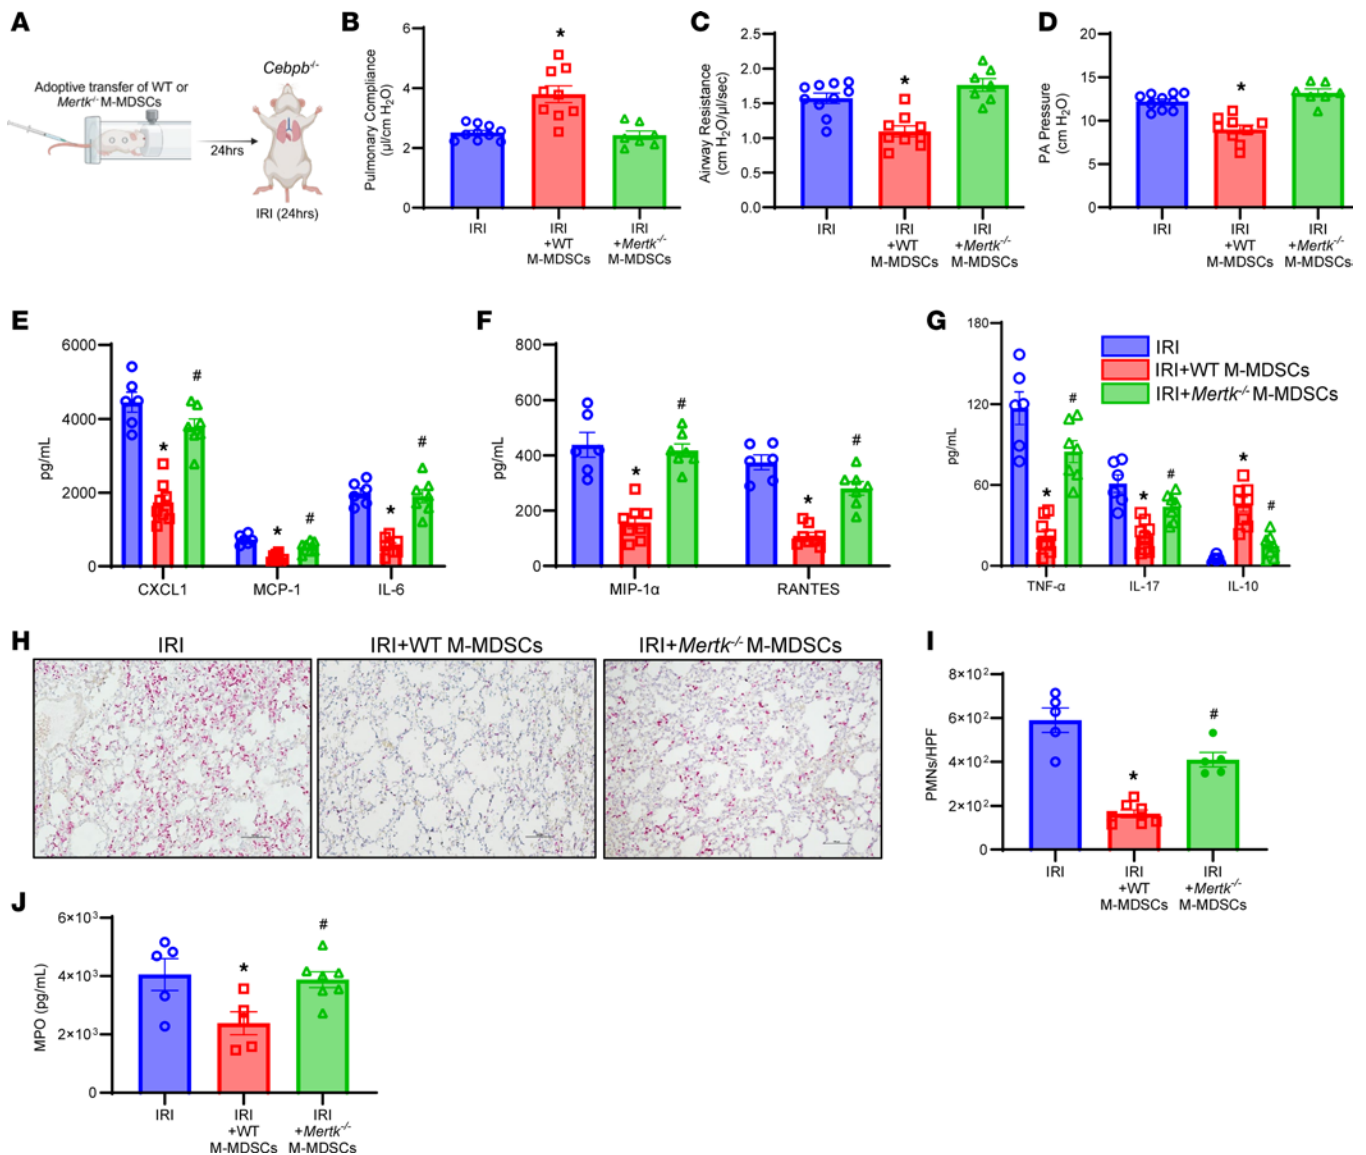 A
Adoptive transfer of WT or
Mertk-/- M-MDSCs
24hrs
Cebpb-/-
IRI (24hrs)
B
Pulmonary Compliance
(µl/cm H2O)
6
4
2
0
IRI
IRI
+WT
M-MDSCs
IRI
+Mertk-/-
M-MDSCs
*
C
Airway Resistance
(cm H2O/µl/sec)
2.5
2.0
1.5
1.0
0.5
0.0
IRI
IRI
+WT
M-MDSCs
IRI
+Mertk-/-
M-MDSCs
*
D
PA Pressure
(cm H2O)
20
15
10
5
0
IRI
IRI
+WT
M-MDSCs
IRI
+Mertk-/-
M-MDSCs
*
E
pg/mL
6000
4000
2000
0
CXCL1
MCP-1
IL-6
* # * # * #
F
pg/mL
800
600
400
200
0
MIP-1α
RANTES
* # * #
G
pg/mL
180
120
60
0
TNF-α
IL-17
IL-10
* # * # * #
IRI
IRI+WT M-MDSCs
IRI+Mertk-/- M-MDSCs
H
IRI
IRI+WT M-MDSCs
IRI+Mertk-/- M-MDSCs
I
PMNs/HPF
8×10²
6×10²
4×10²
2×10²
0
IRI
IRI
+WT
M-MDSCs
IRI
+Mertk-/-
M-MDSCs
* #
J
MPO (pg/mL)
6×10³
4×10³
2×10³
0
IRI
IRI
+WT
M-MDSCs
IRI
+Mertk-/-
M-MDSCs
* #